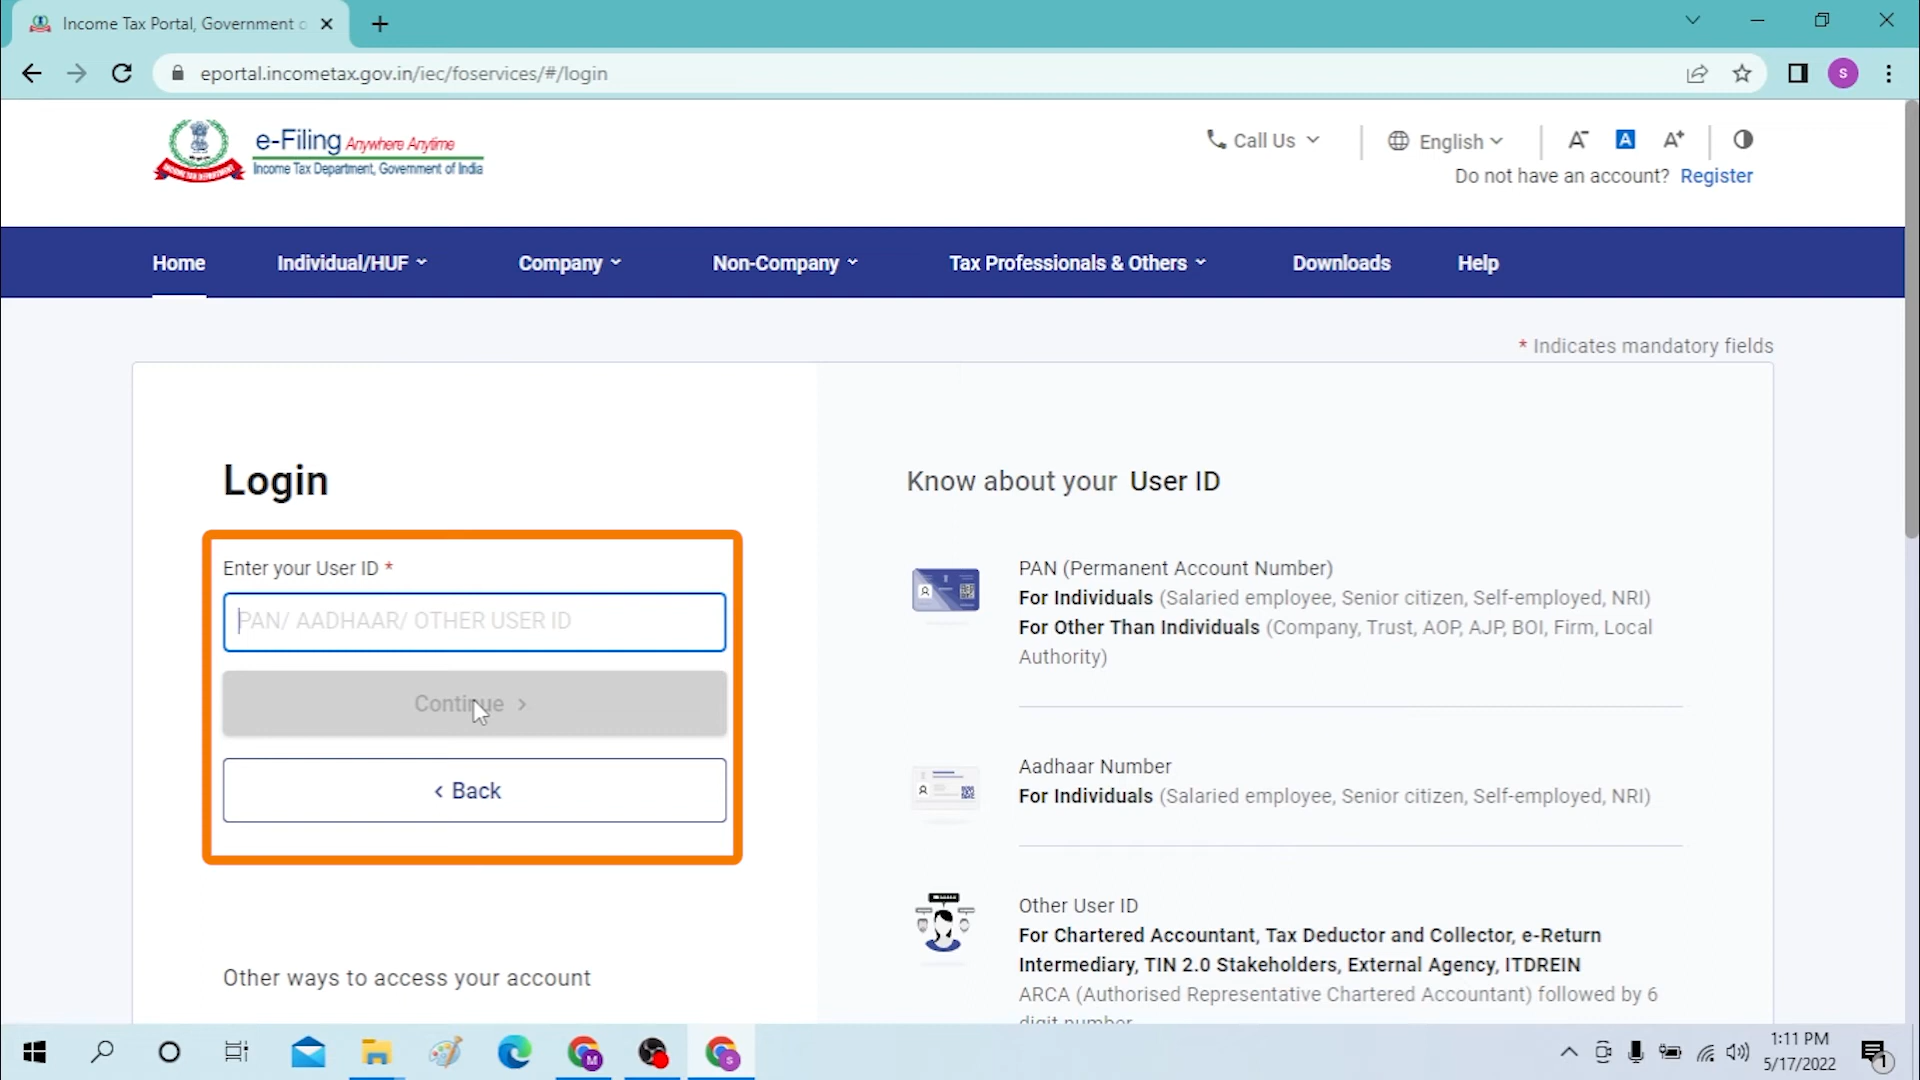 Income Tax Portal, Government o
eportal.incometax.gov.in/iec/foservices/#/login
S
e-Filing Anywhere Anytime
Income Tax Department, Government of India
Call Us
English
A- A A+
Do not have an account? Register
Home Individual/HUF Company Non-Company Tax Professionals & Others Downloads Help
* Indicates mandatory fields
Login
Enter your User ID *
PAN/ AADHAAR/ OTHER USER ID
Continue >
< Back
Other ways to access your account
Know about your User ID
PAN (Permanent Account Number)
For Individuals (Salaried employee, Senior citizen, Self-employed, NRI)
For Other Than Individuals (Company, Trust, AOP, AJP, BOI, Firm, Local
Authority)
Aadhaar Number
For Individuals (Salaried employee, Senior citizen, Self-employed, NRI)
Other User ID
For Chartered Accountant, Tax Deductor and Collector, e-Return
Intermediary, TIN 2.0 Stakeholders, External Agency, ITDREIN
ARCA (Authorised Representative Chartered Accountant) followed by 6
digit number
M
S
1:11 PM
5/17/2022
1